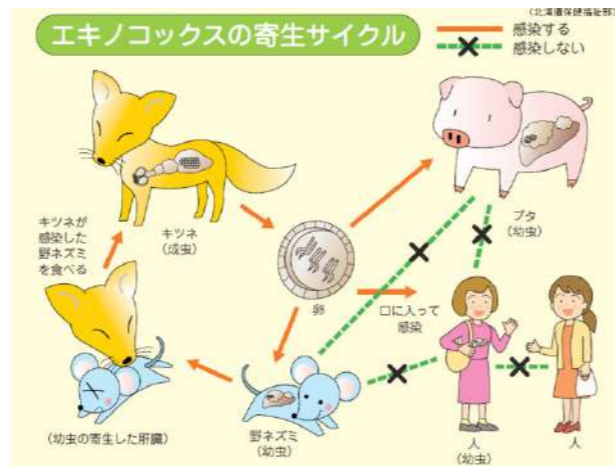 (北海道保健福祉部)
エキノコックスの寄生サイクル
感染する
感染しない
キツネ
(成虫)
キツネが
感染した
野ネズミ
を食べる
ブタ
(幼虫)
卵
口に入って
感染
(幼虫の寄生した肝臓)
野ネズミ
(幼虫)
人
(幼虫)
人